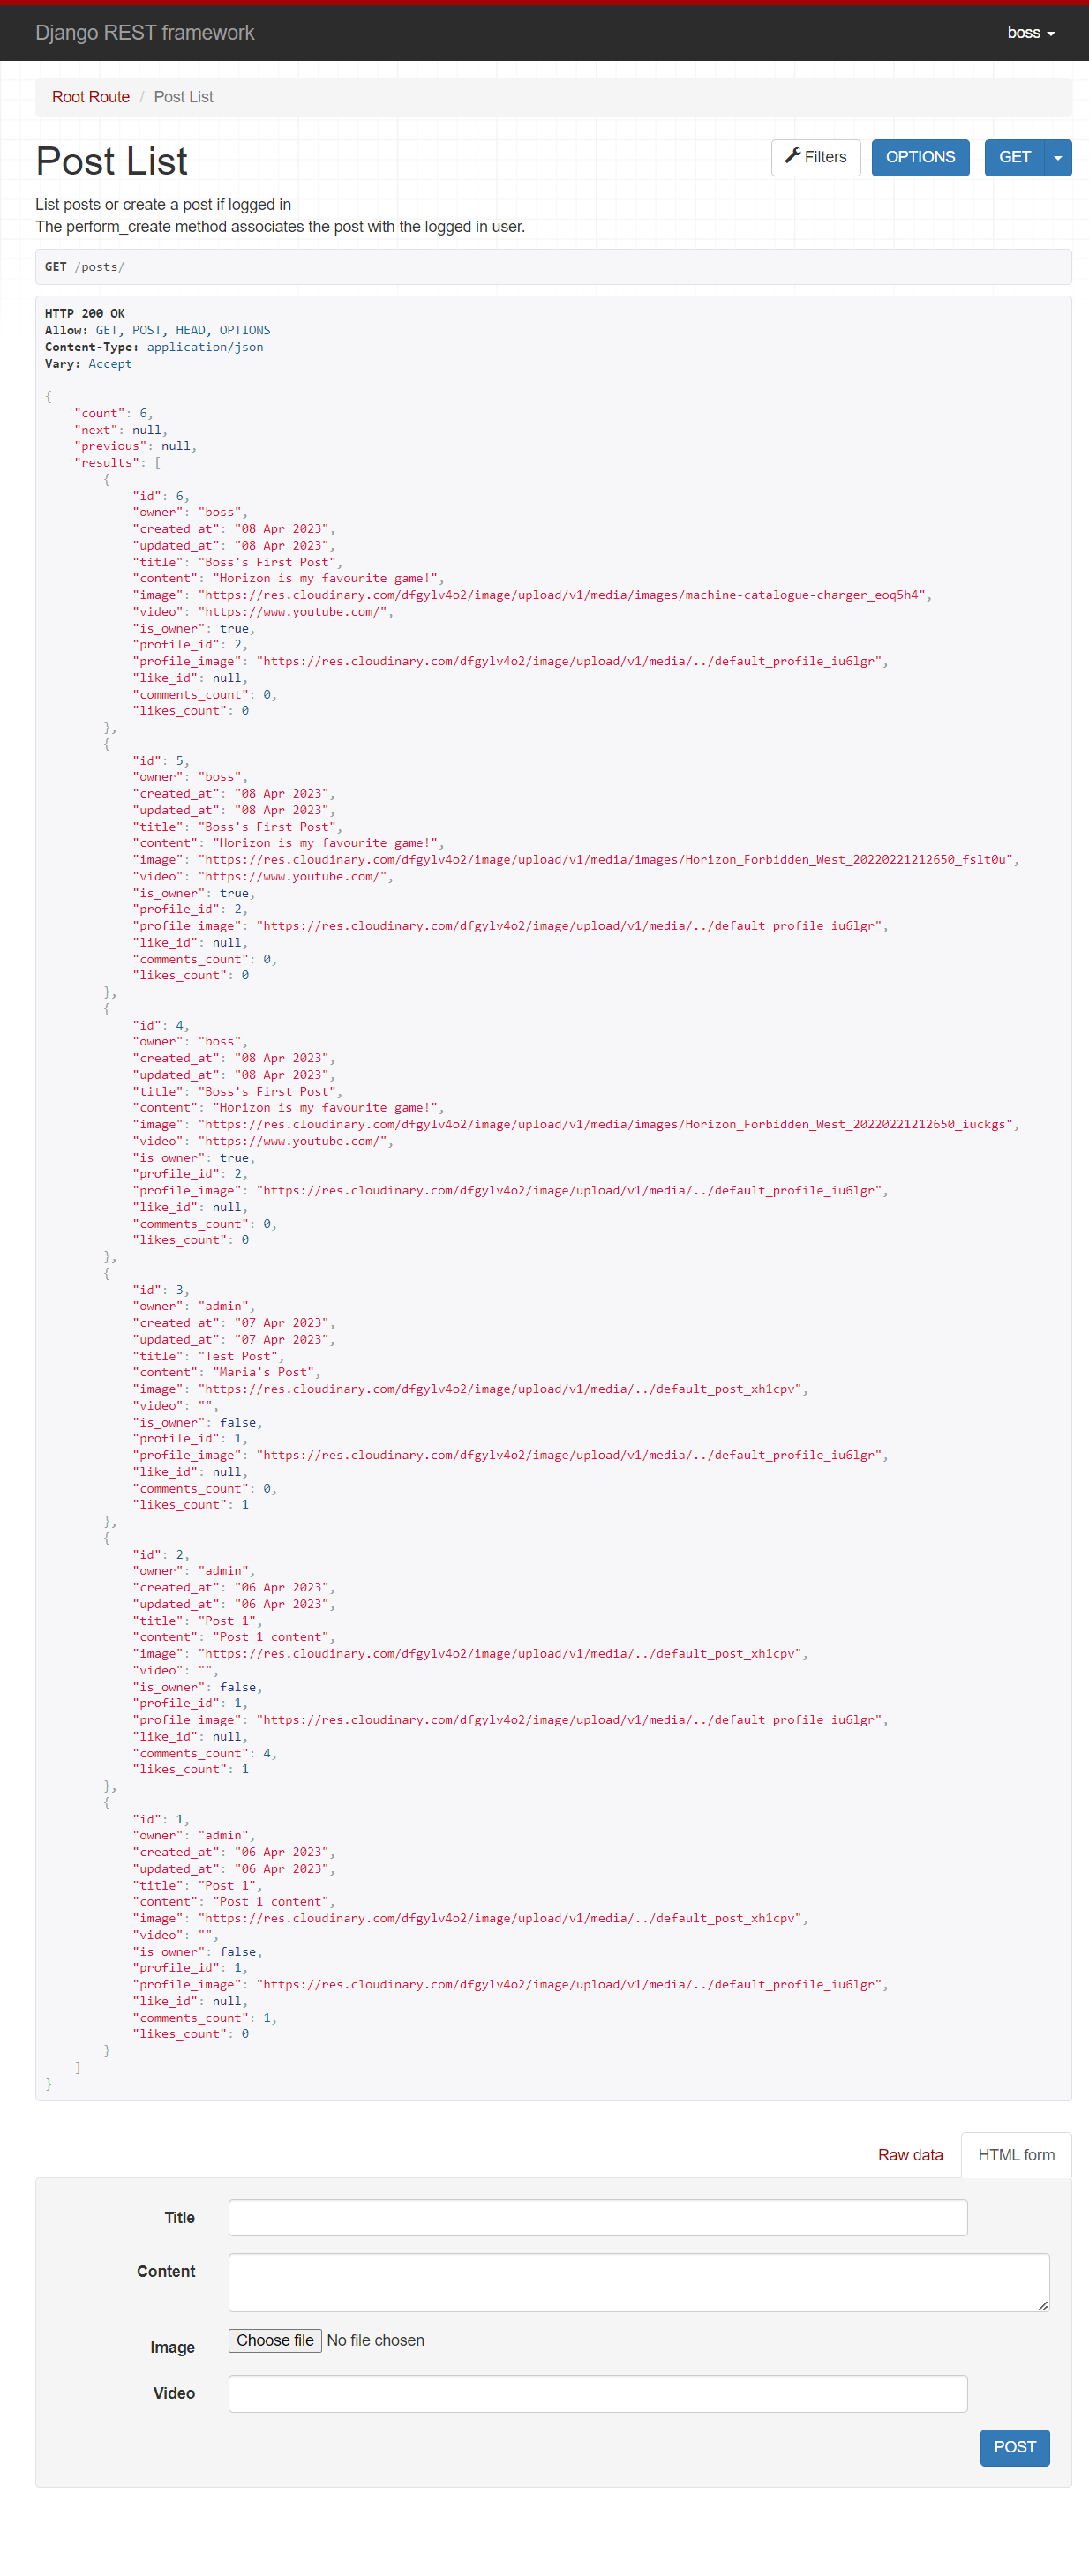 Django REST framework
boss
Root Route / Post List
Post List
Filters
OPTIONS
GET
List posts or create a post if logged in
The perform_create method associates the post with the logged in user.
GET /posts/
HTTP 200 OK
Allow: GET, POST, HEAD, OPTIONS
Content-Type: application/json
Vary: Accept
{
    "count": 6,
    "next": null,
    "previous": null,
    "results": [
        {
            "id": 6,
            "owner": "boss",
            "created_at": "08 Apr 2023",
            "updated_at": "08 Apr 2023",
            "title": "Boss's First Post",
            "content": "Horizon is my favourite game!",
            "image": "https://res.cloudinary.com/dfgylv4o2/image/upload/v1/media/images/machine-catalogue-charger_eoq5h4",
            "video": "https://www.youtube.com/",
            "is_owner": true,
            "profile_id": 2,
            "profile_image": "https://res.cloudinary.com/dfgylv4o2/image/upload/v1/media/../default_profile_iu6lgr",
            "like_id": null,
            "comments_count": 0,
            "likes_count": 0
        },
        {
            "id": 5,
            "owner": "boss",
            "created_at": "08 Apr 2023",
            "updated_at": "08 Apr 2023",
            "title": "Boss's First Post",
            "content": "Horizon is my favourite game!",
            "image": "https://res.cloudinary.com/dfgylv4o2/image/upload/v1/media/images/Horizon_Forbidden_West_20220221212650_fslt0u",
            "video": "https://www.youtube.com/",
            "is_owner": true,
            "profile_id": 2,
            "profile_image": "https://res.cloudinary.com/dfgylv4o2/image/upload/v1/media/../default_profile_iu6lgr",
            "like_id": null,
            "comments_count": 0,
            "likes_count": 0
        },
        {
            "id": 4,
            "owner": "boss",
            "created_at": "08 Apr 2023",
            "updated_at": "08 Apr 2023",
            "title": "Boss's First Post",
            "content": "Horizon is my favourite game!",
            "image": "https://res.cloudinary.com/dfgylv4o2/image/upload/v1/media/images/Horizon_Forbidden_West_20220221212650_iuckgs",
            "video": "https://www.youtube.com/",
            "is_owner": true,
            "profile_id": 2,
            "profile_image": "https://res.cloudinary.com/dfgylv4o2/image/upload/v1/media/../default_profile_iu6lgr",
            "like_id": null,
            "comments_count": 0,
            "likes_count": 0
        },
        {
            "id": 3,
            "owner": "admin",
            "created_at": "07 Apr 2023",
            "updated_at": "07 Apr 2023",
            "title": "Test Post",
            "content": "Maria's Post",
            "image": "https://res.cloudinary.com/dfgylv4o2/image/upload/v1/media/../default_post_xh1cpv",
            "video": "",
            "is_owner": false,
            "profile_id": 1,
            "profile_image": "https://res.cloudinary.com/dfgylv4o2/image/upload/v1/media/../default_profile_iu6lgr",
            "like_id": null,
            "comments_count": 0,
            "likes_count": 1
        },
        {
            "id": 2,
            "owner": "admin",
            "created_at": "06 Apr 2023",
            "updated_at": "06 Apr 2023",
            "title": "Post 1",
            "content": "Post 1 content",
            "image": "https://res.cloudinary.com/dfgylv4o2/image/upload/v1/media/../default_post_xh1cpv",
            "video": "",
            "is_owner": false,
            "profile_id": 1,
            "profile_image": "https://res.cloudinary.com/dfgylv4o2/image/upload/v1/media/../default_profile_iu6lgr",
            "like_id": null,
            "comments_count": 4,
            "likes_count": 1
        },
        {
            "id": 1,
            "owner": "admin",
            "created_at": "06 Apr 2023",
            "updated_at": "06 Apr 2023",
            "title": "Post 1",
            "content": "Post 1 content",
            "image": "https://res.cloudinary.com/dfgylv4o2/image/upload/v1/media/../default_post_xh1cpv",
            "video": "",
            "is_owner": false,
            "profile_id": 1,
            "profile_image": "https://res.cloudinary.com/dfgylv4o2/image/upload/v1/media/../default_profile_iu6lgr",
            "like_id": null,
            "comments_count": 1,
            "likes_count": 0
        }
    ]
}
Raw data
HTML form
Title
Content
Image
Choose file No file chosen
Video
POST